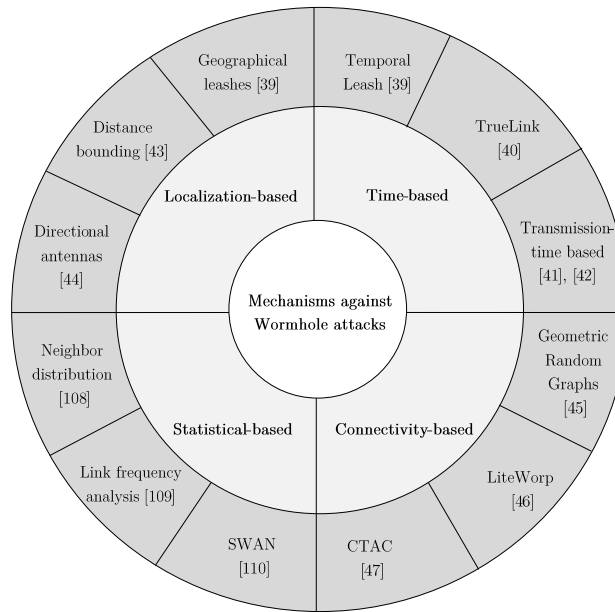 Geographical
leashes [39]
Temporal
Leash [39]
TrueLink
[40]
Distance
bounding [43]
Localization-based
Time-based
Transmission-
time based
[41], [42]
Directional
antennas
[44]
Mechanisms against
Wormhole attacks
Neighbor
distribution
[108]
Geometric
Random
Graphs
[45]
Statistical-based
Connectivity-based
Link frequency
analysis [109]
LiteWorp
[46]
SWAN
[110]
CTAC
[47]